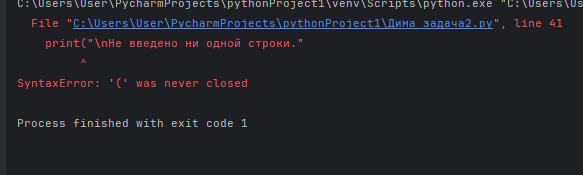 C:\Users\User\PycharmProjects\pythonProject1\venv\Scripts\python.exe "C:\Users\Us
File "C:\Users\User\PycharmProjects\pythonProject1\Дима задача2.py", line 41
print("\nНе введено ни одной строки."
^
SyntaxError: '(' was never closed
Process finished with exit code 1